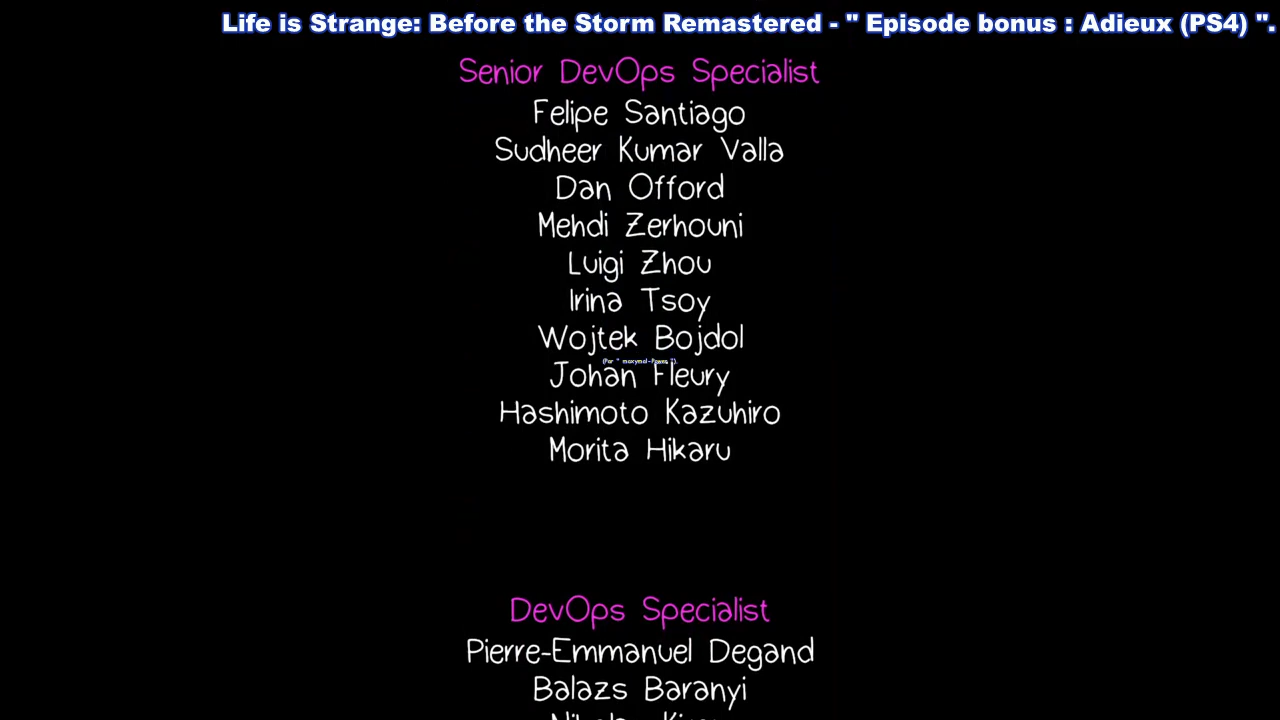 Life is Strange: Before the Storm Remastered - " Episode bonus : Adieux (PS4) ".
Senior DevOps Specialist
Felipe Santiago
Sudheer Kumar Valla
Dan Offord
Mehdi Zerhouni
Luigi Zhou
Irina Tsoy
Wojtek Bojdol
(Par "
Johan Fleury
Hashimoto Kazuhiro
Morita Hikaru
DevOps Specialist
Pierre-Emmanuel Degand
Balazs Baranyi